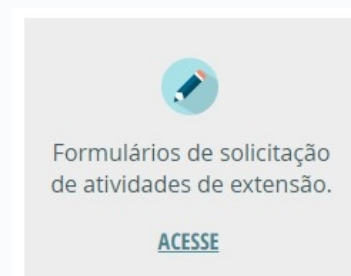 Formulários de solicitação
de atividades de extensão.
ACESSE